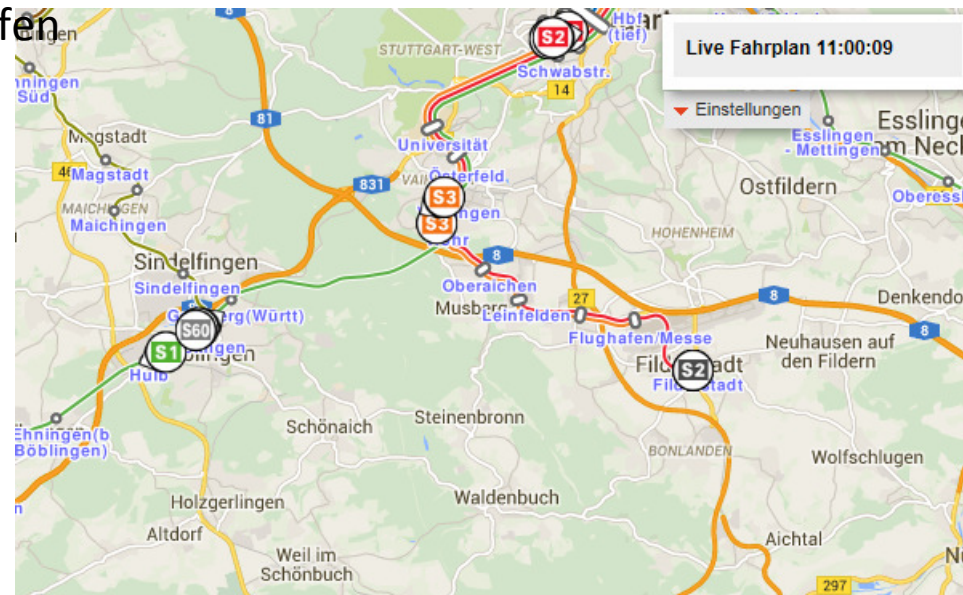 fen
8
Hbf
(tief)
S2
STUTTGART-WEST
Live Fahrplan 11:00:09
Schwabstr.
14
Einstellungen
81
Magstadt
Magstadt
Universität
Esslingen
- Mettingen
831
Österfeld.
S3
Ostfildern
MAICHINGEN
Maichingen
S3
HOHENHEIM
Sindelfingen
Sindelfingen
8
Oberaichen
Musberg
Leinfelden
27
8
Denkendo
S60
Flughafen/Messe
8
Neuhausen auf
den Fildern
S1
Hulb
S2
Ehningen(b
Böblingen)
Schönaich
Steinenbronn
BONLANDEN
Wolfschlugen
Holzgerlingen
Waldenbuch
Altdorf
Aichtal
Weil im
Schönbuch
297